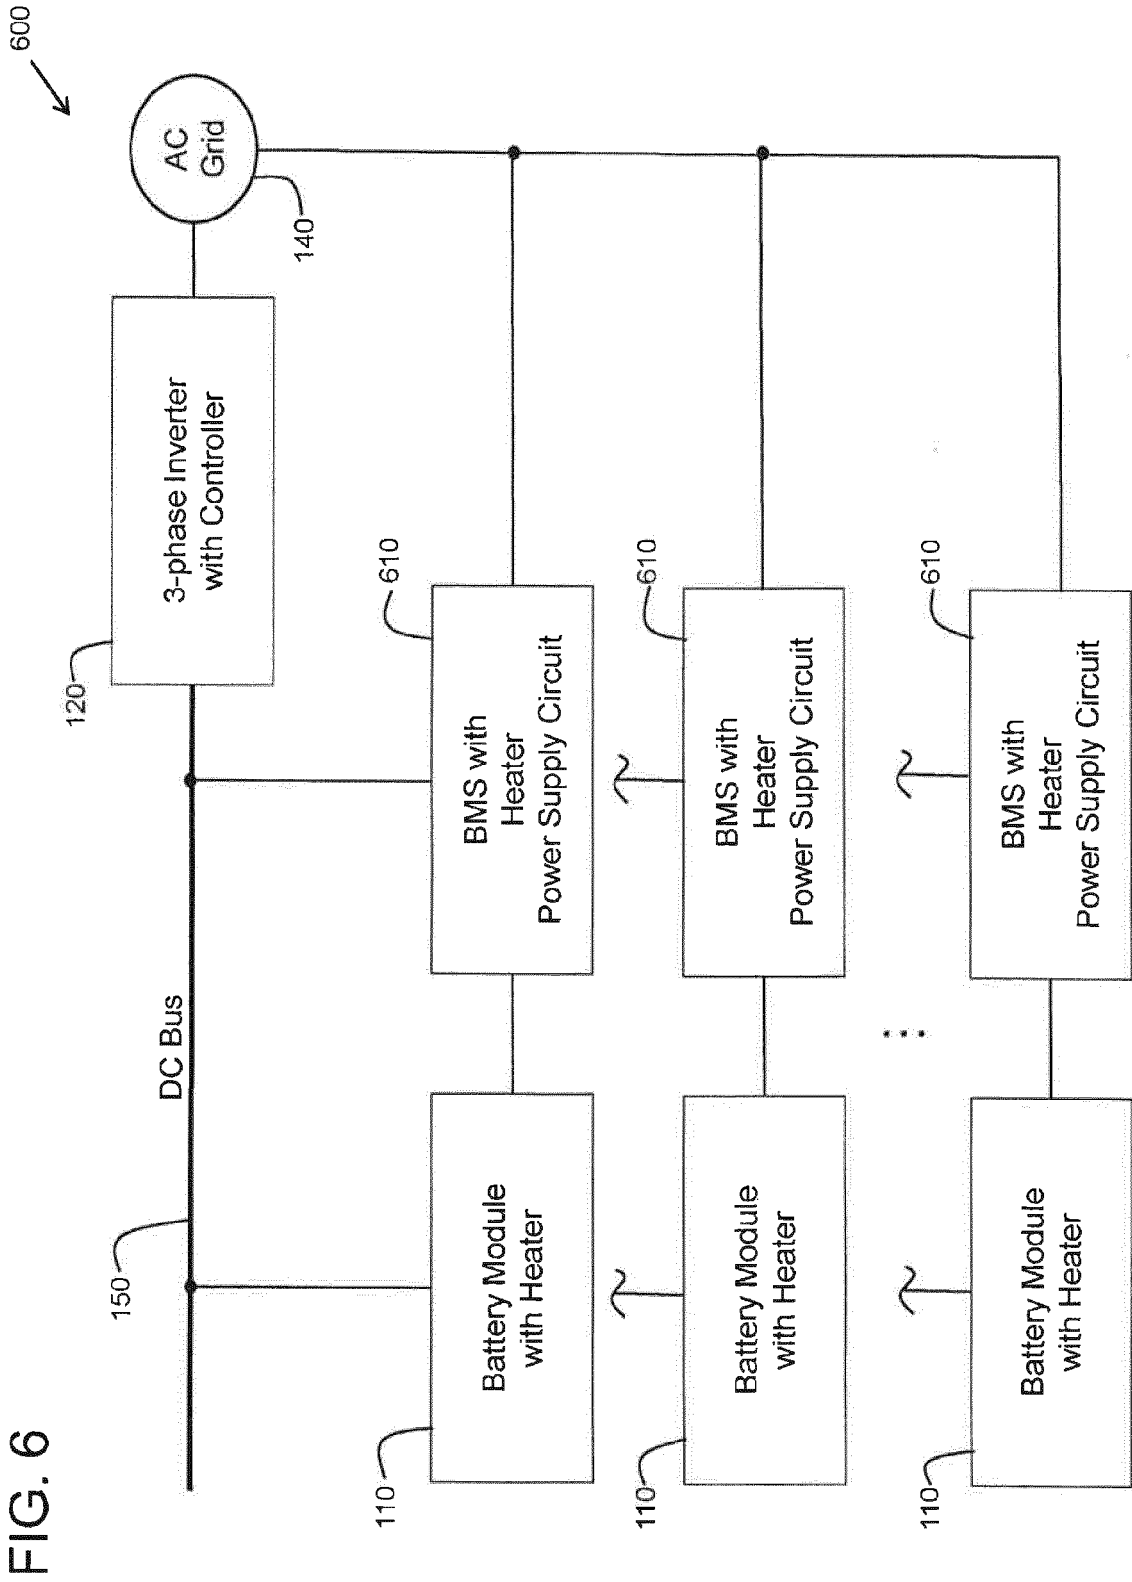 FIG. 6
600
DC Bus
150
120
3-phase Inverter
with Controller
AC
Grid
140
110
Battery Module
with Heater
610
BMS with
Heater
Power Supply Circuit
110
Battery Module
with Heater
610
BMS with
Heater
Power Supply Circuit
110
Battery Module
with Heater
610
BMS with
Heater
Power Supply Circuit